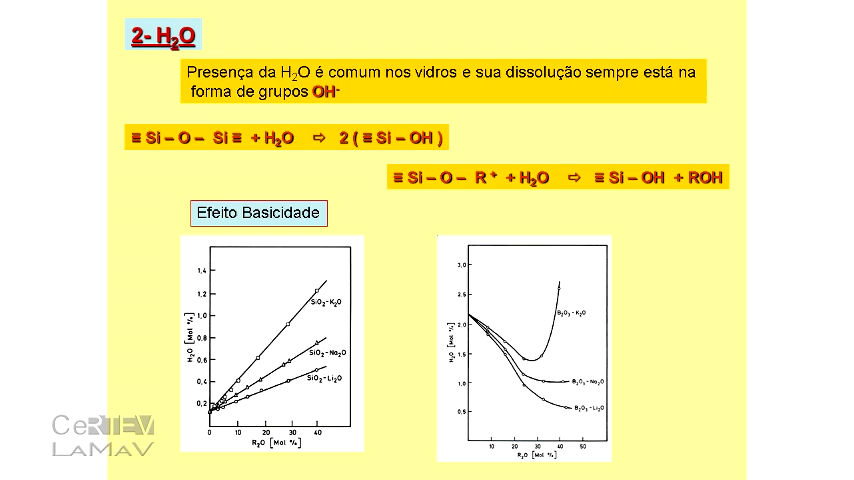 2- H₂O
Presença da H₂O é comum nos vidros e sua dissolução sempre está na
forma de grupos OH⁻
≡ Si – O – Si ≡ + H₂O ⇨ 2 ( ≡ Si – OH )
≡ Si – O – R ⁺ + H₂O ⇨ ≡ Si – OH + ROH
Efeito Basicidade
H₂O [Mol %]
1,4
1,2
1,0
0,8
0,6
0,4
0,2
SiO₂-K₂O
SiO₂-Na₂O
SiO₂-Li₂O
0 10 20 30 40
R₂O [Mol %]
H₂O [Mol %]
3,0
2.5
2.0
1.5
1,0
0,5
B₂O₃-K₂O
B₂O₃-Na₂O
B₂O₃-Li₂O
10 20 30 40 50
R₂O [Mol %]
CeRTEV
LAMAV